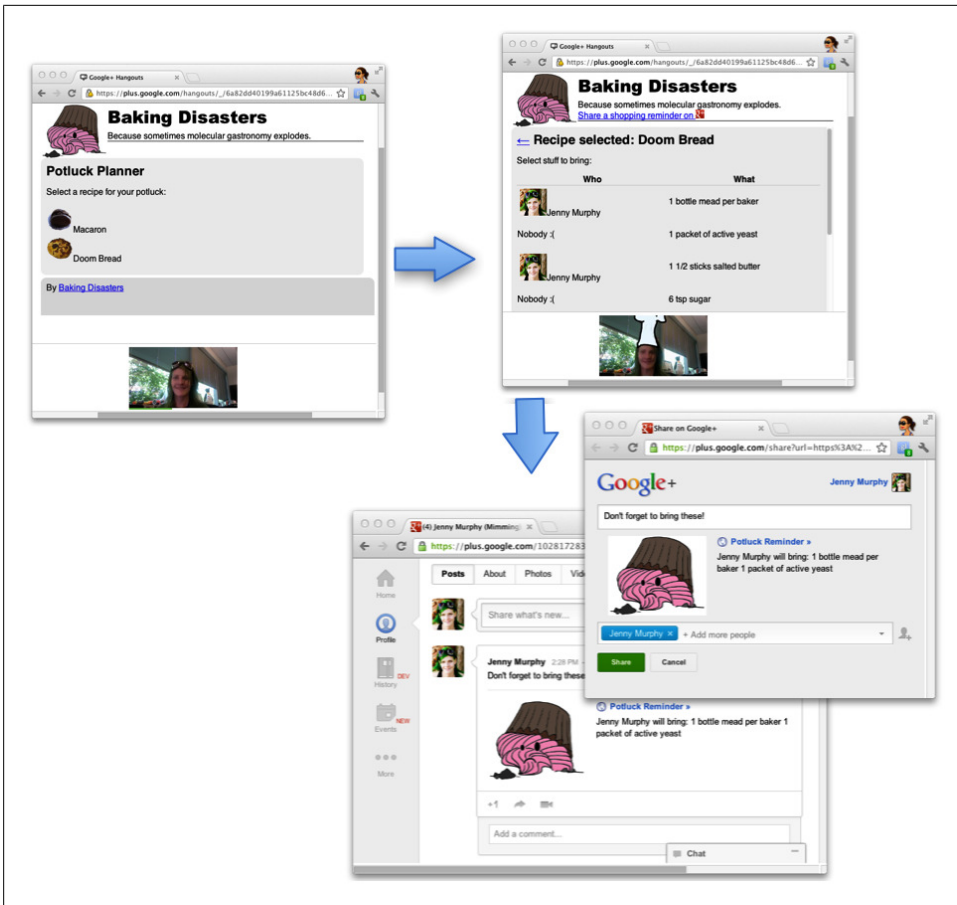 Google+ Hangouts
https://plus.google.com/hangouts/_/6a82dd40199a61125bc48d6...
Baking Disasters
Because sometimes molecular gastronomy explodes.
Potluck Planner
Select a recipe for your potluck:
Macaron
Doom Bread
By Baking Disasters
Google+ Hangouts
https://plus.google.com/hangouts/_/6a82dd40199a61125bc48d6...
Baking Disasters
Because sometimes molecular gastronomy explodes.
Share a shopping reminder on
← Recipe selected: Doom Bread
Select stuff to bring:
Who What
Jenny Murphy 1 bottle mead per baker
Nobody :( 1 packet of active yeast
Jenny Murphy 1 1/2 sticks salted butter
Nobody :( 6 tsp sugar
Share on Google+
https://plus.google.com/share?url=https%3A%2...
Google+
Jenny Murphy
Don't forget to bring these!
Potluck Reminder »
Jenny Murphy will bring: 1 bottle mead per
baker 1 packet of active yeast
Jenny Murphy × + Add more people
Share Cancel
(4) Jenny Murphy (Mimming)
https://plus.google.com/102817283
Home
Profile
History DEV
Events NEW
More
Posts About Photos Vid
Share what's new...
Jenny Murphy 2:28 PM
Don't forget to bring these
Potluck Reminder »
Jenny Murphy will bring: 1 bottle mead per baker 1
packet of active yeast
+1
Add a comment...
Chat